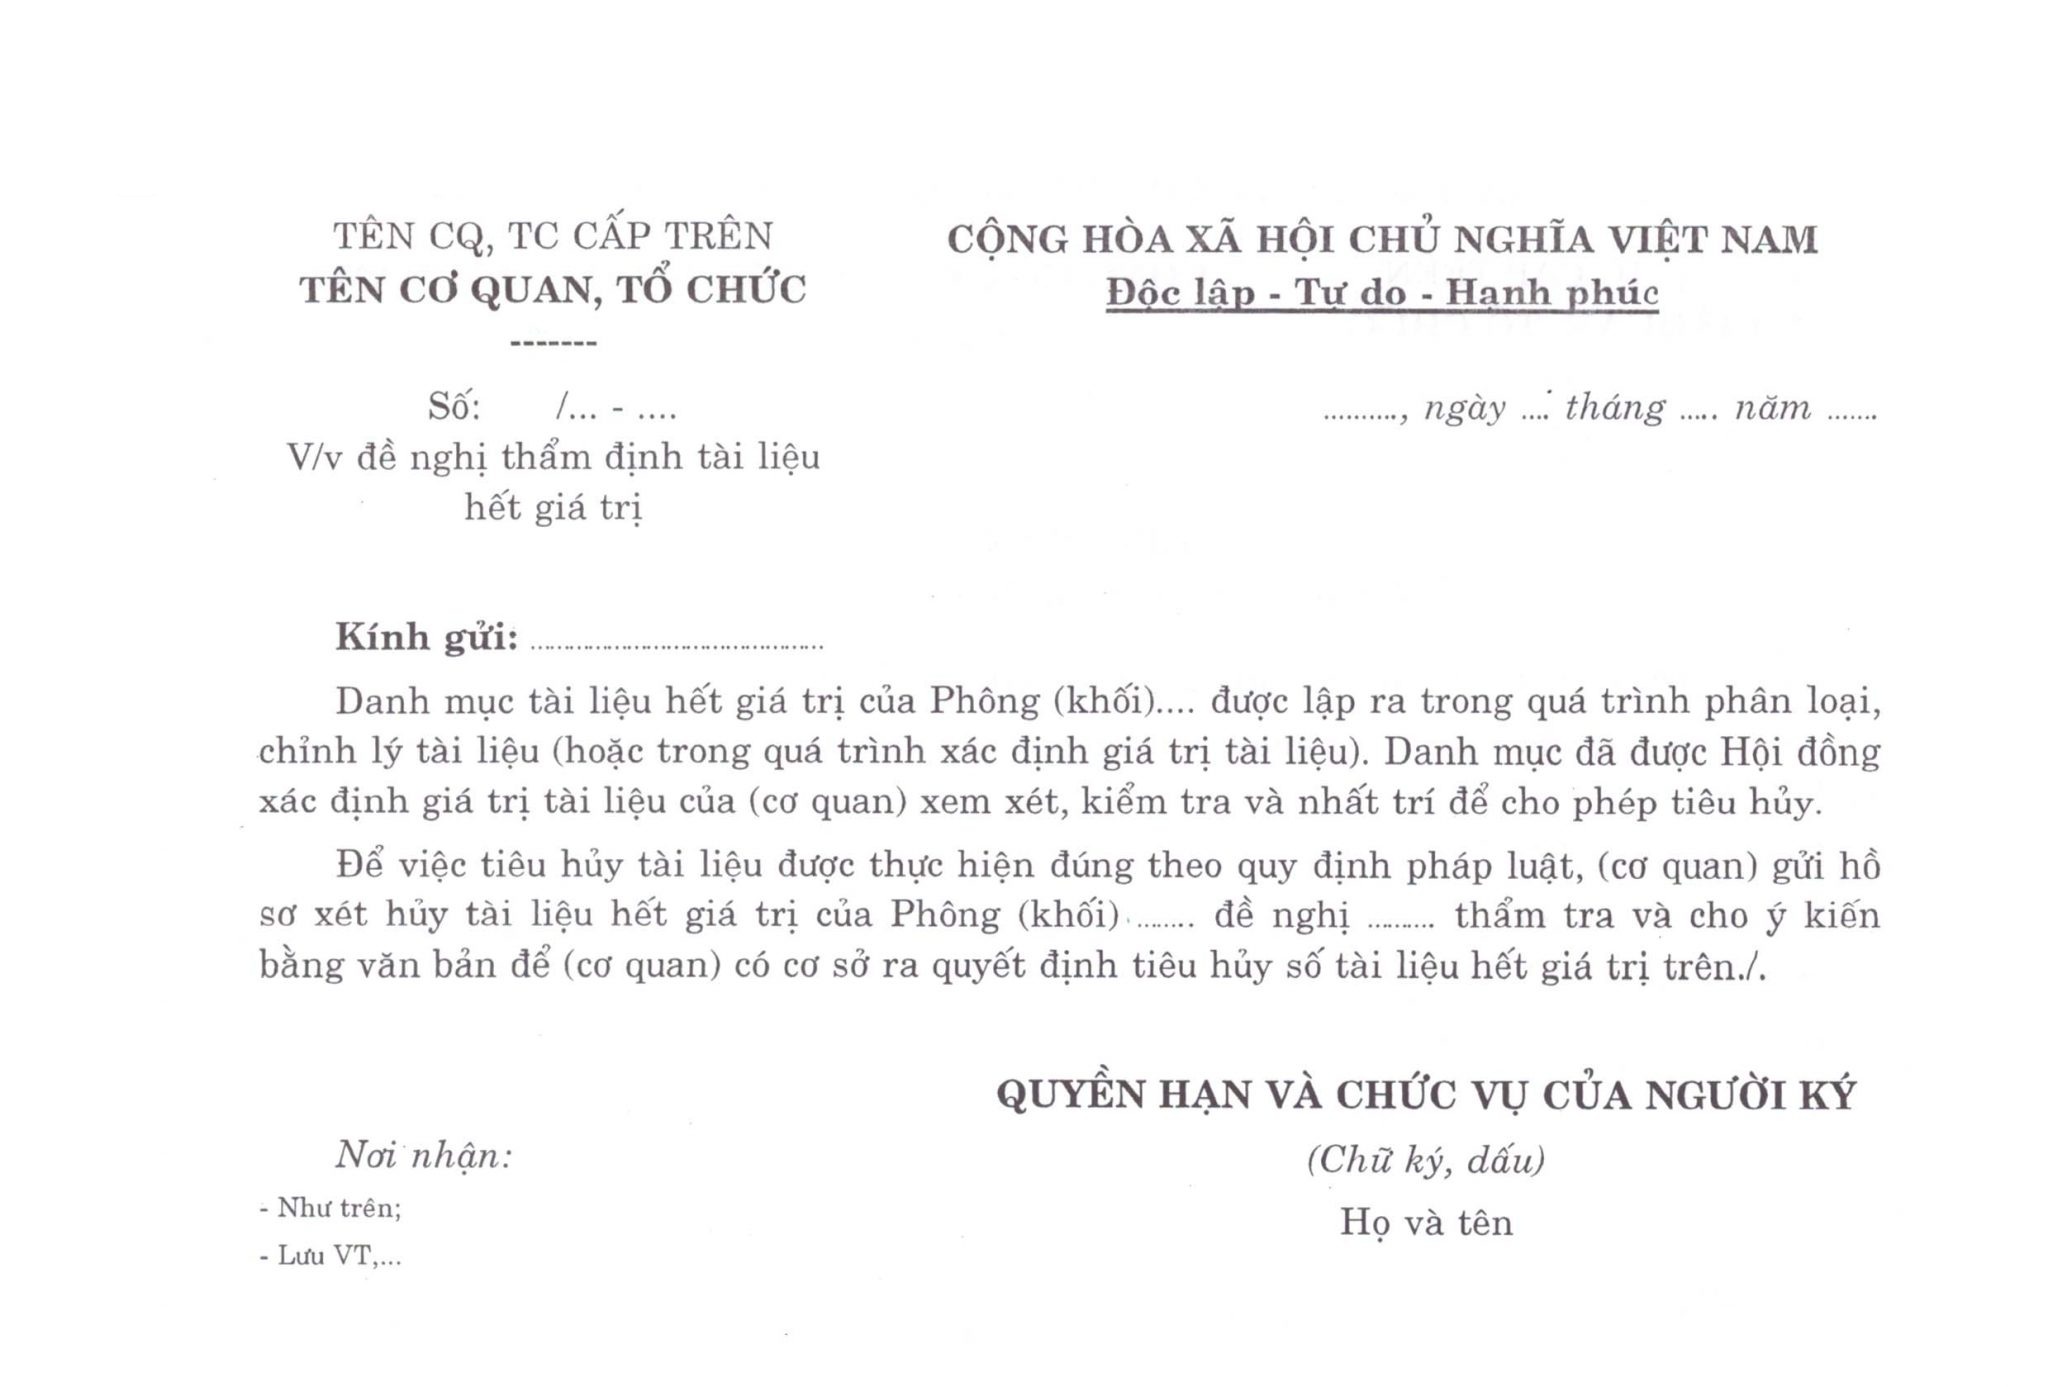 TÊN CQ, TC CẤP TRÊN
TÊN CƠ QUAN, TỔ CHỨC
-------
Số: /... - ....
V/v đề nghị thẩm định tài liệu
hết giá trị
CỘNG HÒA XÃ HỘI CHỦ NGHĨA VIỆT NAM
Độc lập - Tự do - Hạnh phúc
.........., ngày .... tháng ..... năm .......
Kính gửi: ........................................
Danh mục tài liệu hết giá trị của Phông (khối).... được lập ra trong quá trình phân loại,
chỉnh lý tài liệu (hoặc trong quá trình xác định giá trị tài liệu). Danh mục đã được Hội đồng
xác định giá trị tài liệu của (cơ quan) xem xét, kiểm tra và nhất trí để cho phép tiêu hủy.
Để việc tiêu hủy tài liệu được thực hiện đúng theo quy định pháp luật, (cơ quan) gửi hồ
sơ xét hủy tài liệu hết giá trị của Phông (khối) ........ đề nghị ......... thẩm tra và cho ý kiến
bằng văn bản để (cơ quan) có cơ sở ra quyết định tiêu hủy số tài liệu hết giá trị trên./.
QUYỀN HẠN VÀ CHỨC VỤ CỦA NGƯỜI KÝ
(Chữ ký, dấu)
Họ và tên
Nơi nhận:
- Như trên;
- Lưu VT,...